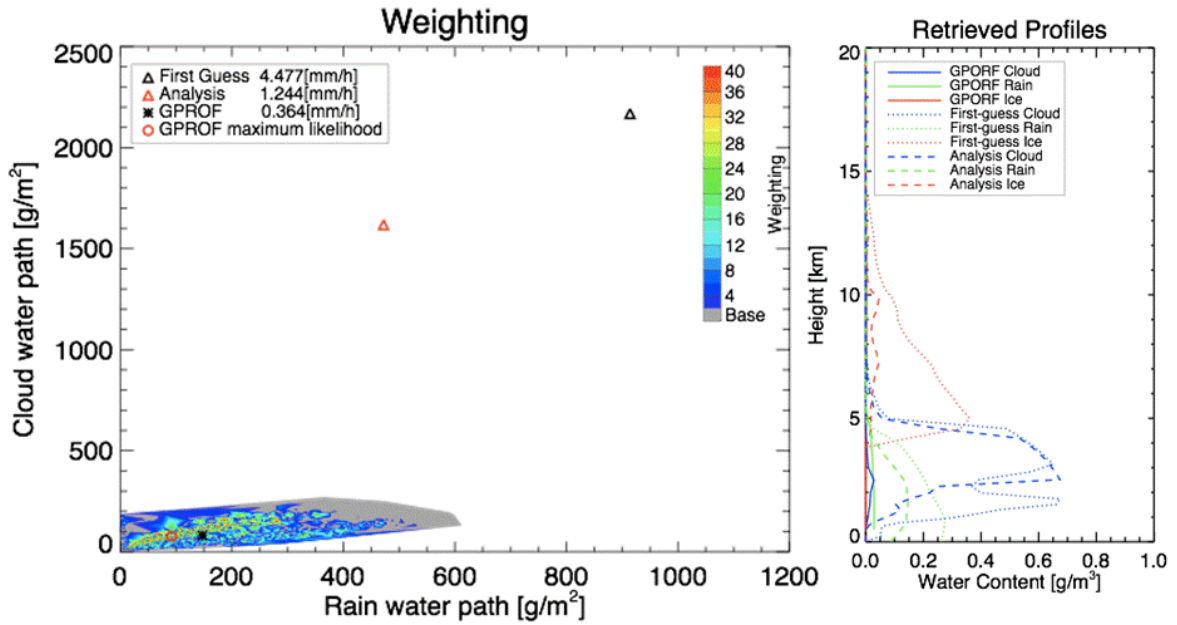 Weighting
2500
2000
1500
1000
500
0
Cloud water path [g/m²]
First Guess 4.477[mm/h]
Analysis 1.244[mm/h]
GPROF 0.364[mm/h]
GPROF maximum likelihood
40
36
32
28
24
20
16
12
8
4
Base
Weighting
0 200 400 600 800 1000 1200
Rain water path [g/m²]
Retrieved Profiles
20
15
10
5
0
Height [km]
GPORF Cloud
GPORF Rain
GPORF Ice
First-guess Cloud
First-guess Rain
First-guess Ice
Analysis Cloud
Analysis Rain
Analysis Ice
0.0 0.2 0.4 0.6 0.8 1.0
Water Content [g/m³]